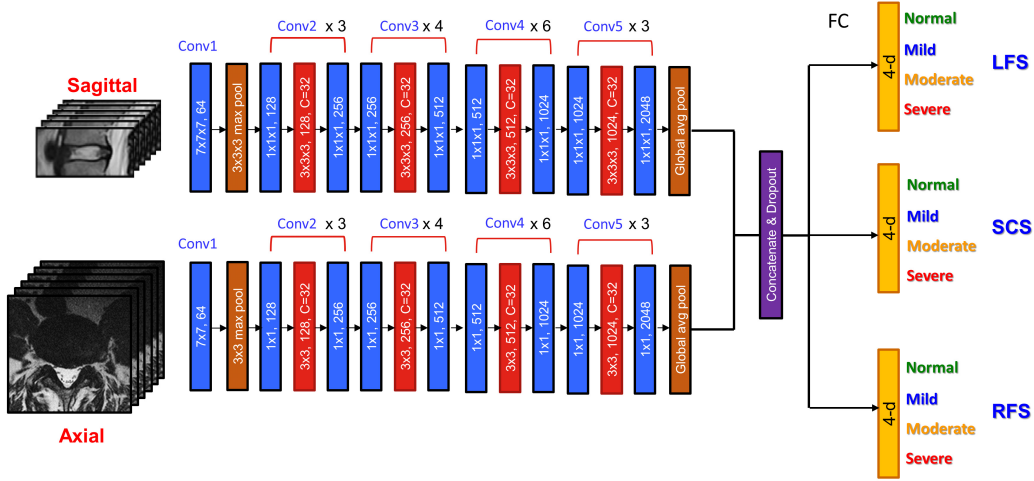 Sagittal
Conv1
Conv2 x 3
Conv3 x 4
Conv4 x 6
Conv5 x 3
7x7x7, 64
3x3x3 max pool
1x1x1, 128
3x3x3, 128, C=32
1x1x1, 256
1x1x1, 256
3x3x3, 256, C=32
1x1x1, 512
1x1x1, 512
3x3x3, 512, C=32
1x1x1, 1024
1x1x1, 1024
3x3x3, 1024, C=32
1x1x1, 2048
Global avg pool
Axial
Conv1
Conv2 x 3
Conv3 x 4
Conv4 x 6
Conv5 x 3
7x7, 64
3x3 max pool
1x1, 128
3x3, 128, C=32
1x1, 256
1x1, 256
3x3, 256, C=32
1x1, 512
1x1, 512
3x3, 512, C=32
1x1, 1024
1x1, 1024
3x3, 1024, C=32
1x1, 2048
Global avg pool
Concatenate & Dropout
FC
4-d
Normal
Mild
Moderate
Severe
LFS
4-d
Normal
Mild
Moderate
Severe
SCS
4-d
Normal
Mild
Moderate
Severe
RFS